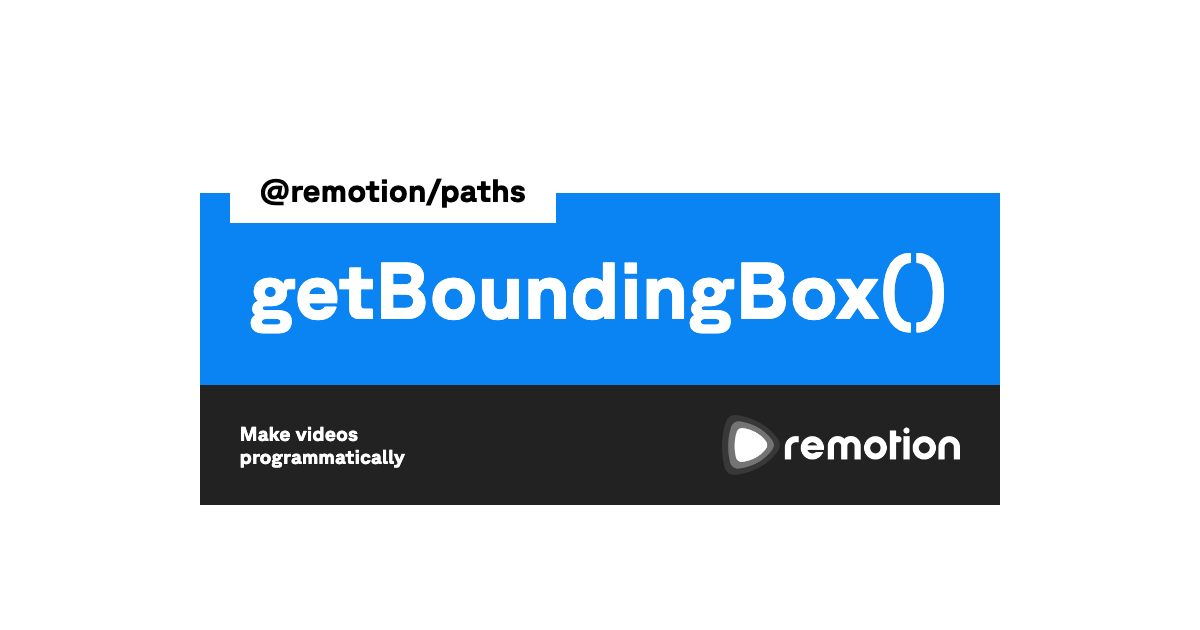 @remotion/paths
getBoundingBox()
Make videos
programmatically
remotion